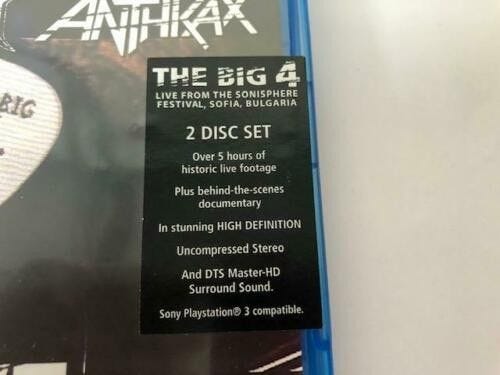 ANTHRAX
BIG
THE BIG 4
LIVE FROM THE SONISPHERE
FESTIVAL, SOFIA, BULGARIA
2 DISC SET
Over 5 hours of
historic live footage
Plus behind-the-scenes
documentary
In stunning HIGH DEFINITION
Uncompressed Stereo
And DTS Master-HD
Surround Sound.
Sony Playstation® 3 compatible.